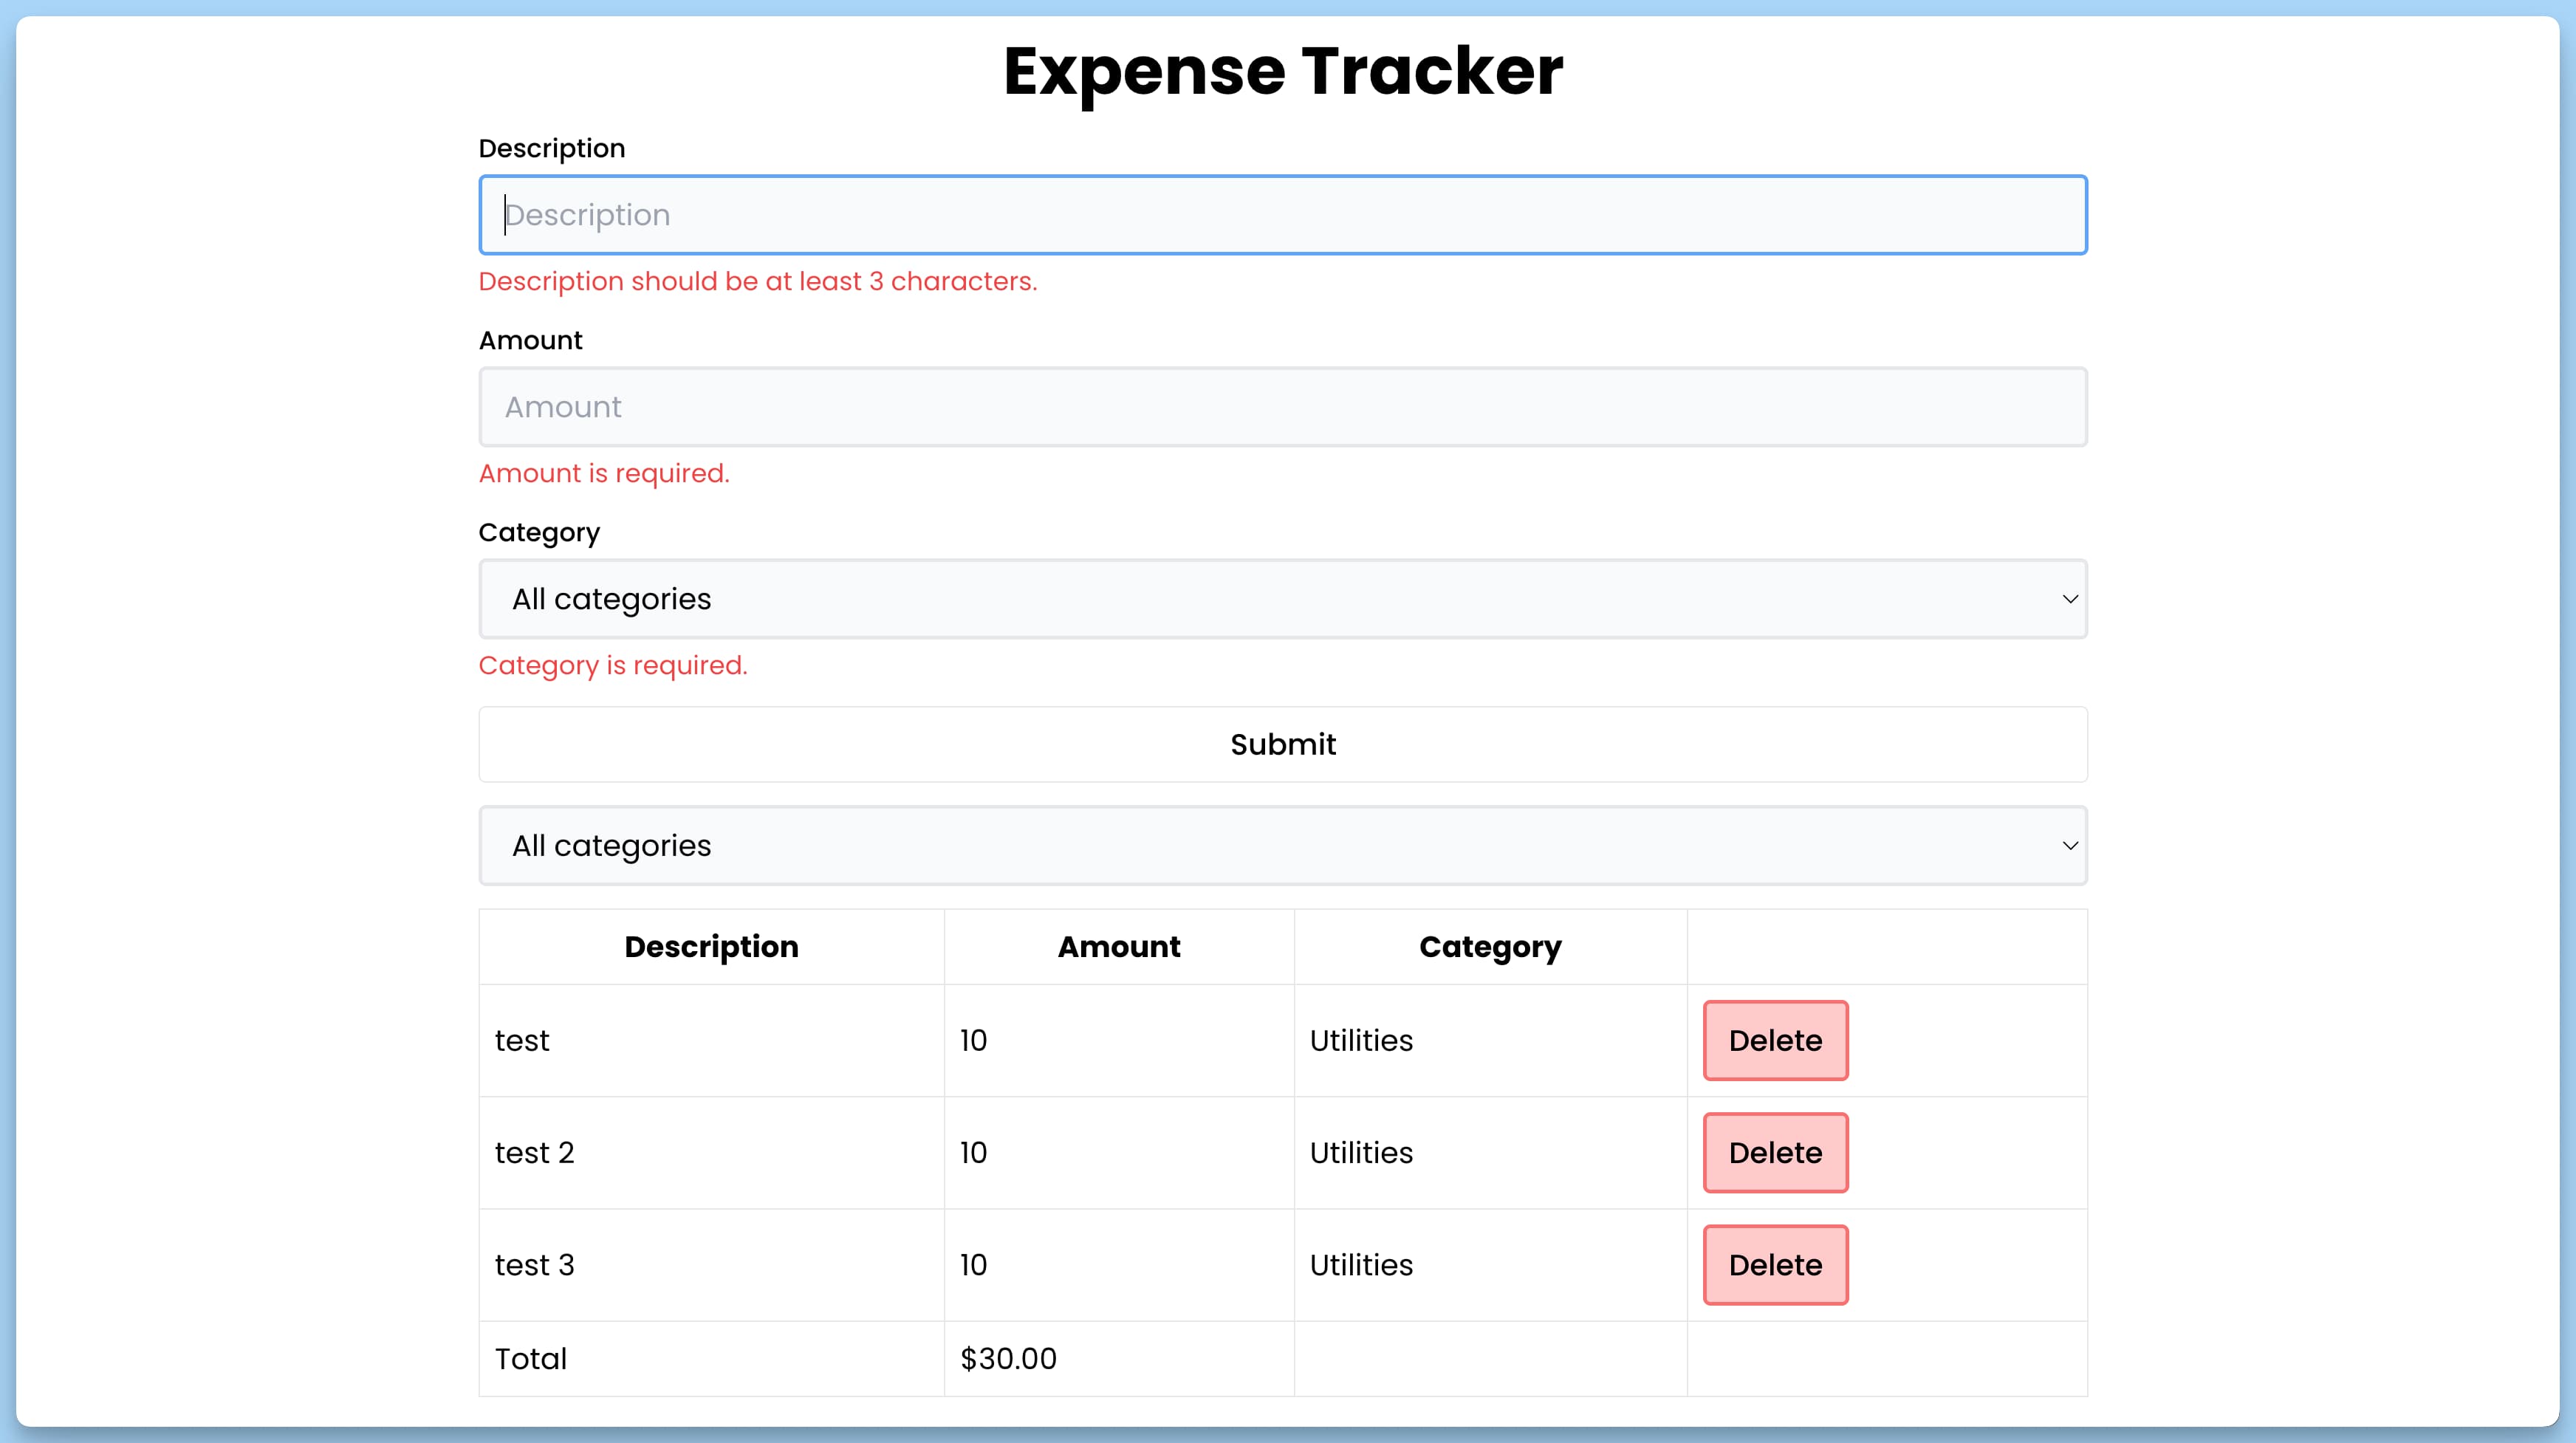 Expense Tracker
Description
Description
Description should be at least 3 characters.
Amount
Amount
Amount is required.
Category
All categories
Category is required.
Submit
All categories
Description Amount Category
test 10 Utilities Delete
test 2 10 Utilities Delete
test 3 10 Utilities Delete
Total $30.00